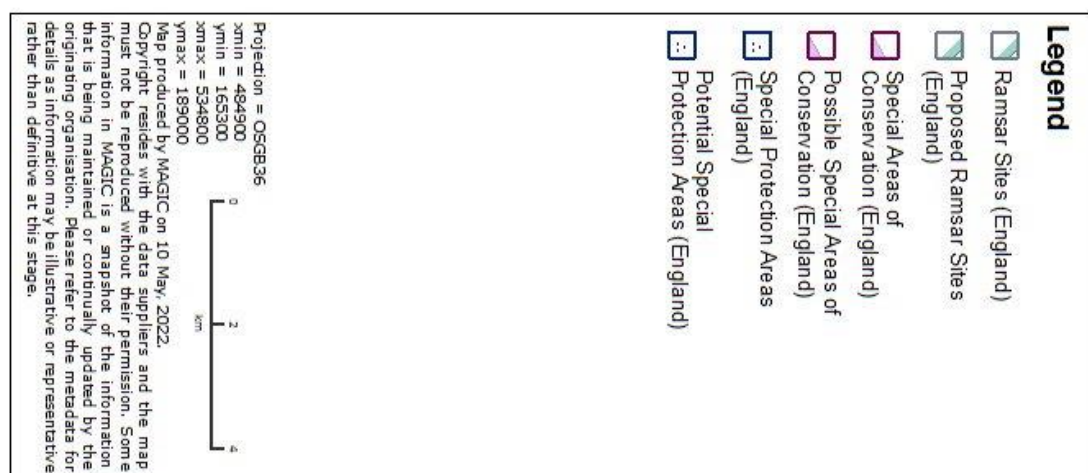 Legend
Ramsar Sites (England)
Proposed Ramsar Sites
(England)
Special Areas of
Conservation (England)
Possible Special Areas of
Conservation (England)
Special Protection Areas
(England)
Potential Special
Protection Areas (England)
Projection = OSGB36
xmin = 484900
ymin = 165300
xmax = 534800
ymax = 189000
0 2 4
km
Map produced by MAGIC on 10 May, 2022.
Copyright resides with the data suppliers and the map
must not be reproduced without their permission. Some
information in MAGIC is a snapshot of the information
that is being maintained or continually updated by the
originating organisation. Please refer to the metadata for
details as information may be illustrative or representative
rather than definitive at this stage.